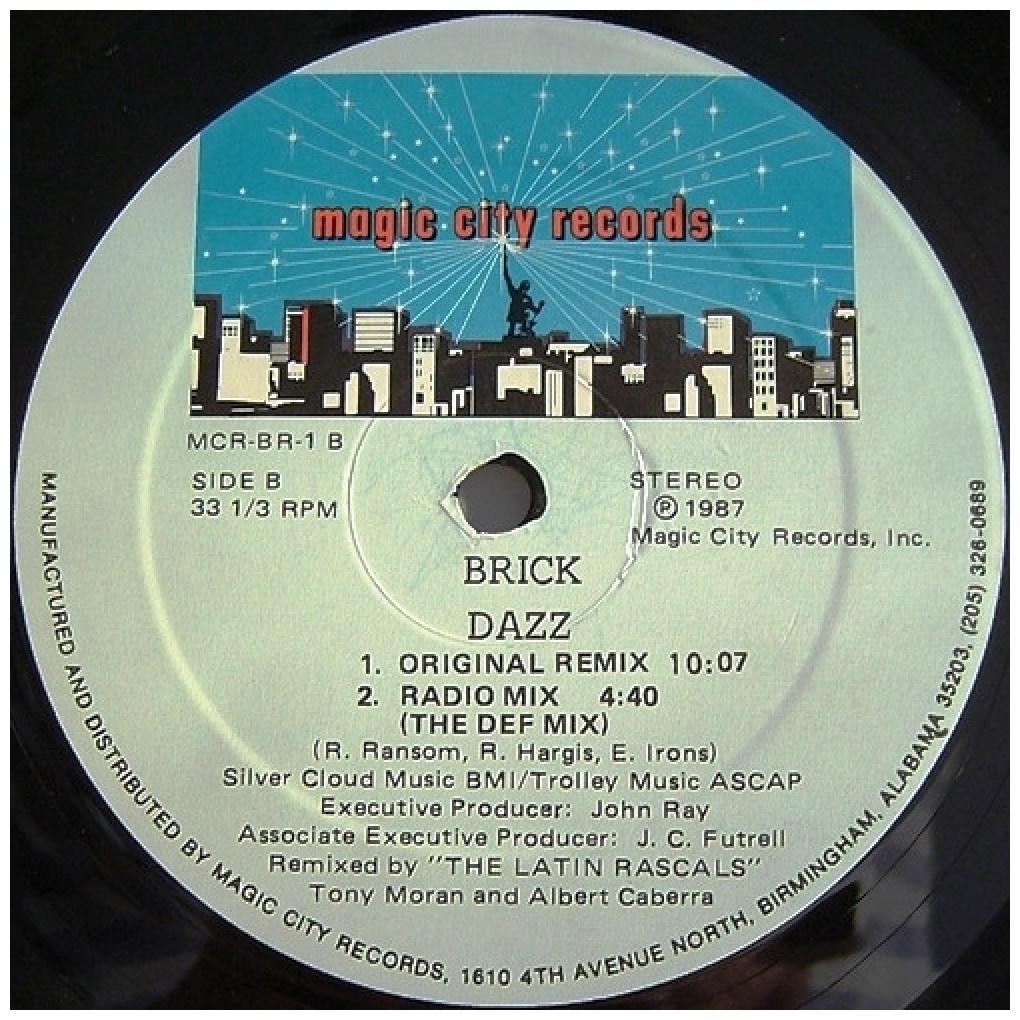 magic city records
MCR-BR-1 B
SIDE B
33 1/3 RPM
STEREO
℗ 1987
Magic City Records, Inc.
BRICK
DAZZ
1. ORIGINAL REMIX 10:07
2. RADIO MIX 4:40
(THE DEF MIX)
(R. Ransom, R. Hargis, E. Irons)
Silver Cloud Music BMI/Trolley Music ASCAP
Executive Producer: John Ray
Associate Executive Producer: J. C. Futrell
Remixed by "THE LATIN RASCALS"
Tony Moran and Albert Caberra
MANUFACTURED AND DISTRIBUTED BY MAGIC CITY RECORDS, 1610 4TH AVENUE NORTH, BIRMINGHAM, ALABAMA 35203, (205) 326-0689